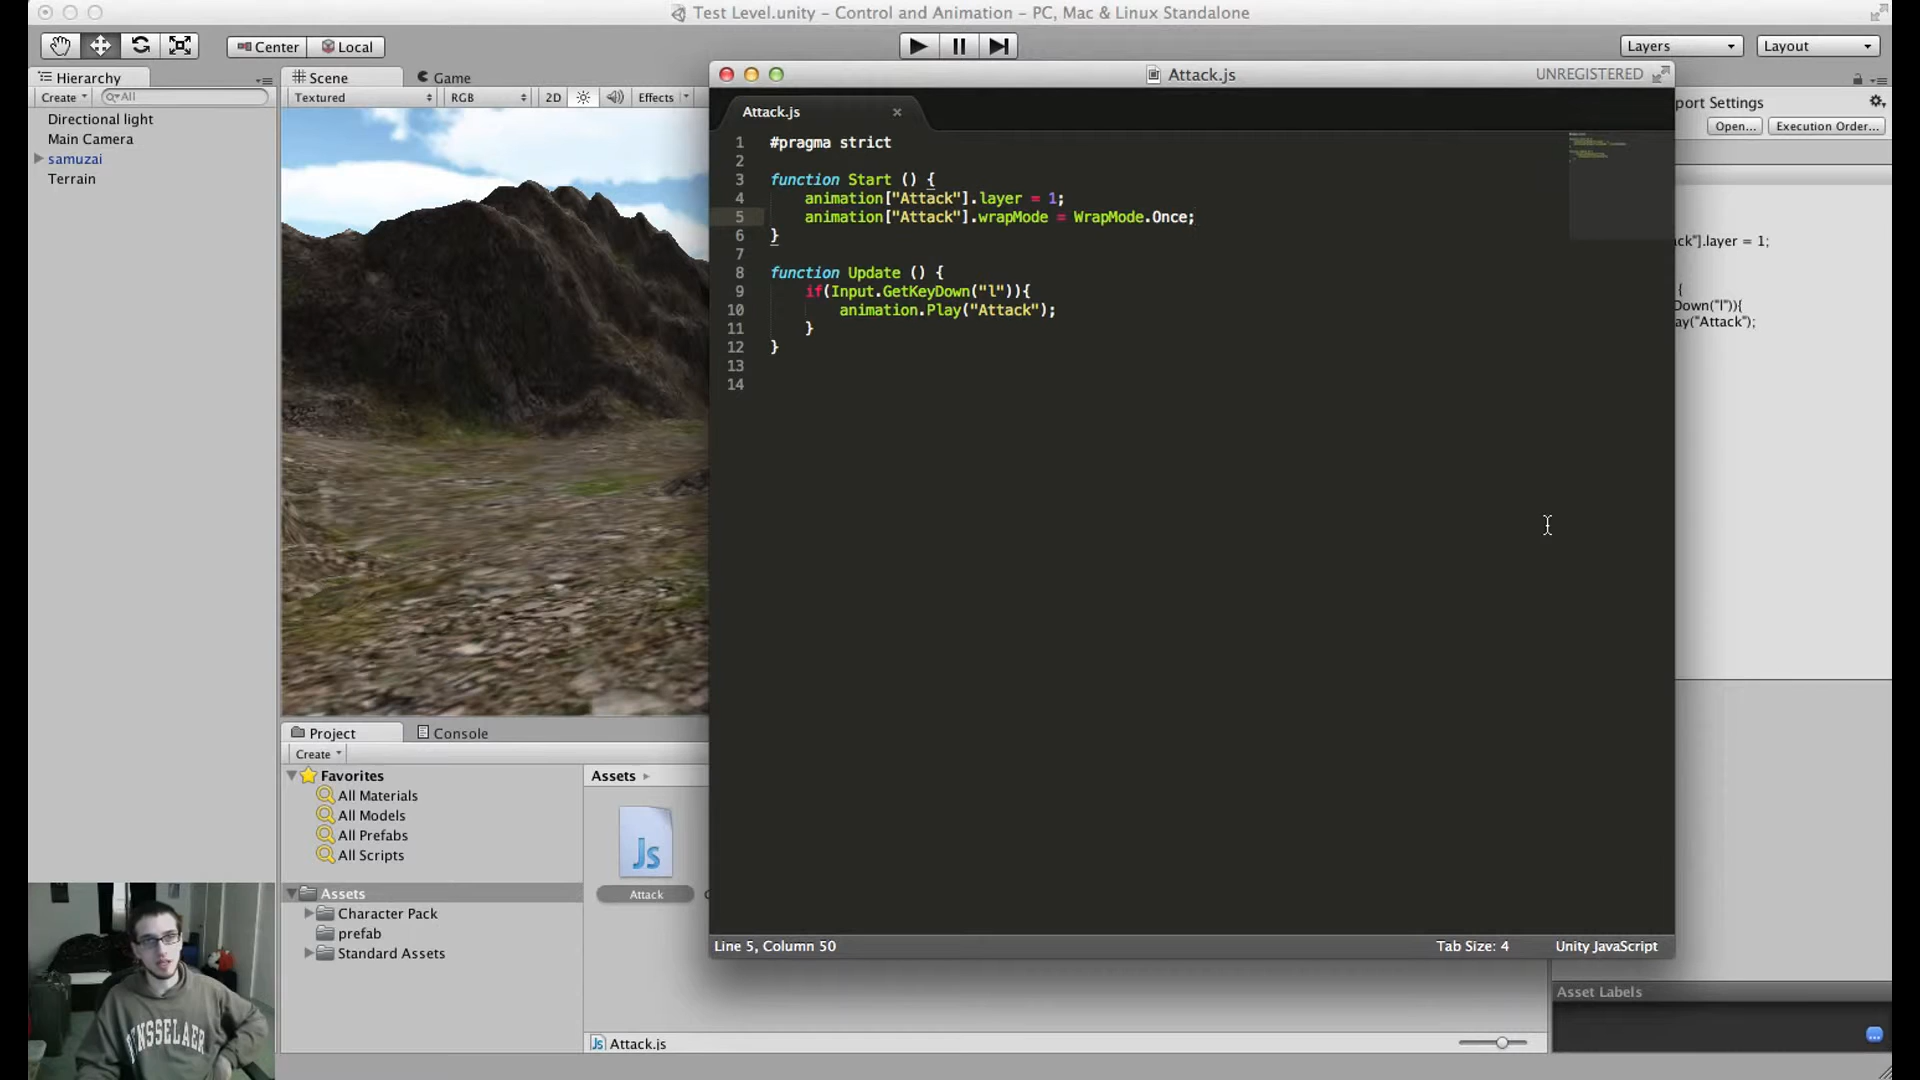 Test Level.unity – Control and Animation – PC, Mac & Linux Standalone
Center
Local
Layers
Layout
Hierarchy
Create
All
Directional light
Main Camera
samuzai
Terrain
Scene
Game
Textured
RGB
2D
Effects
Attack.js
UNREGISTERED
Attack.js
1 #pragma strict
2
3 function Start () {
4 animation["Attack"].layer = 1;
5 animation["Attack"].wrapMode = WrapMode.Once;
6 }
7
8 function Update () {
9 if(Input.GetKeyDown("l")){
10 animation.Play("Attack");
11 }
12 }
13
14
Line 5, Column 50
Tab Size: 4
Unity JavaScript
port Settings
Open...
Execution Order...
ck"].layer = 1;
{
Down("l")){
ay("Attack");
Project
Console
Create
Favorites
All Materials
All Models
All Prefabs
All Scripts
Assets
Character Pack
prefab
Standard Assets
Assets
Js
Attack
Attack.js
Asset Labels
ENSSELAER